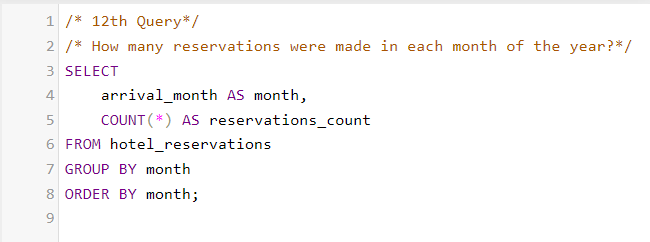 1 /* 12th Query*/
2 /* How many reservations were made in each month of the year?*/
3 SELECT
4     arrival_month AS month,
5     COUNT(*) AS reservations_count
6 FROM hotel_reservations
7 GROUP BY month
8 ORDER BY month;
9